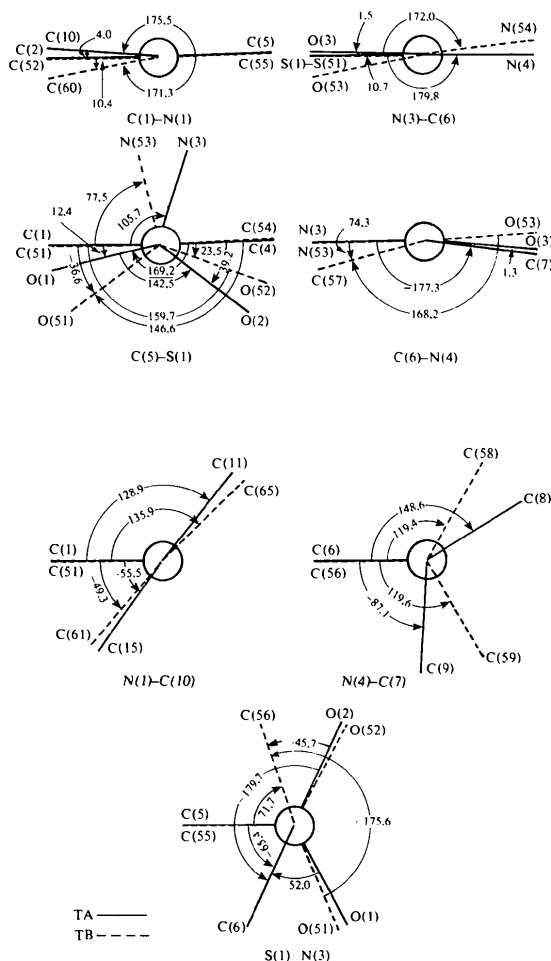 175.5
C(10) 4.0
C(2) C(5)
C(52) C(55)
C(60)
10.4 171.3
C(1)–N(1)
1.5 172.0
O(3) N(54)
S(1)–S(51) N(4)
O(53) 10.7
179.8
N(3)–C(6)
N(53) N(3)
77.5
12.4 105.7
C(1) C(54)
C(51) C(4)
23.5
39.2
O(1) O(52)
-36.6 169.2
142.5
O(51) O(2)
159.7
146.6
C(5)–S(1)
O(53)
N(3) 74.3 O(3)
N(53) C(7)
C(57) 1.3
-177.3
168.2
C(6)–N(4)
C(11)
128.9 C(65)
135.9
C(1)
C(51)
-55.5
-49.3
C(61)
C(15)
N(1)–C(10)
C(58)
148.6 C(8)
119.4
C(6)
C(56)
119.6
-87.1
C(59)
C(9)
N(4)–C(7)
C(56) O(2)
O(52)
-45.7
-179.7
71.7
C(5)
C(55) 175.6
-65.4
52.0
C(6) O(1)
O(51)
TA
TB
S(1) N(3)